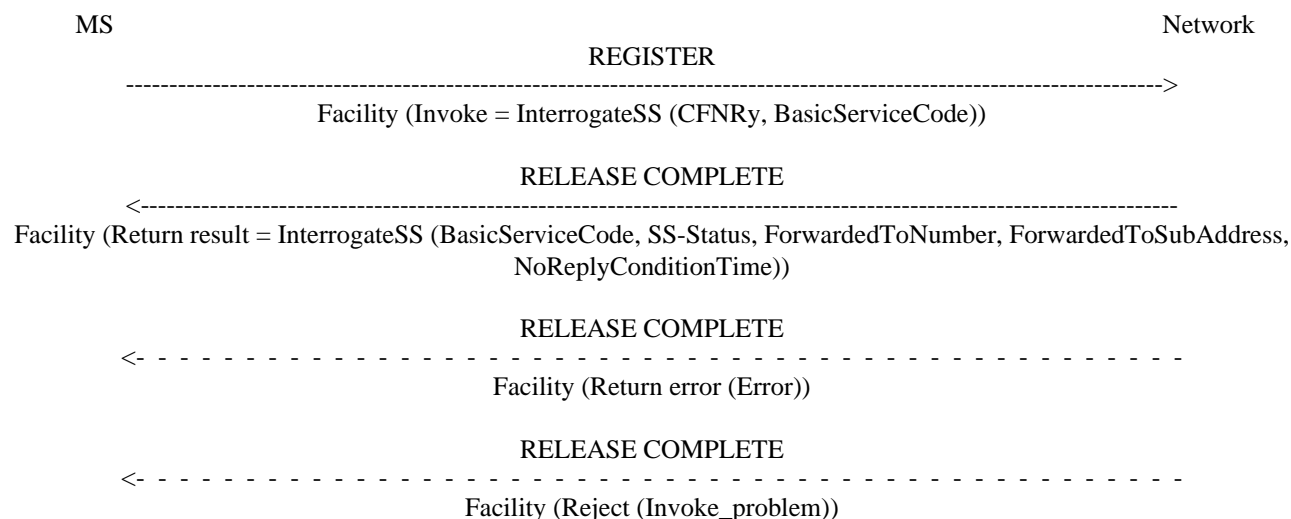 MS Network
REGISTER
------------------------------------------------------------------------------------------------------------------------>
Facility (Invoke = InterrogateSS (CFNRy, BasicServiceCode))
RELEASE COMPLETE
<------------------------------------------------------------------------------------------------------------------------
Facility (Return result = InterrogateSS (BasicServiceCode, SS-Status, ForwardedToNumber, ForwardedToSubAddress,
NoReplyConditionTime))
RELEASE COMPLETE
<- - - - - - - - - - - - - - - - - - - - - - - - - - - - - - - - - - - - - - - - - - - - - - - - -
Facility (Return error (Error))
RELEASE COMPLETE
<- - - - - - - - - - - - - - - - - - - - - - - - - - - - - - - - - - - - - - - - - - - - - - - - -
Facility (Reject (Invoke_problem))